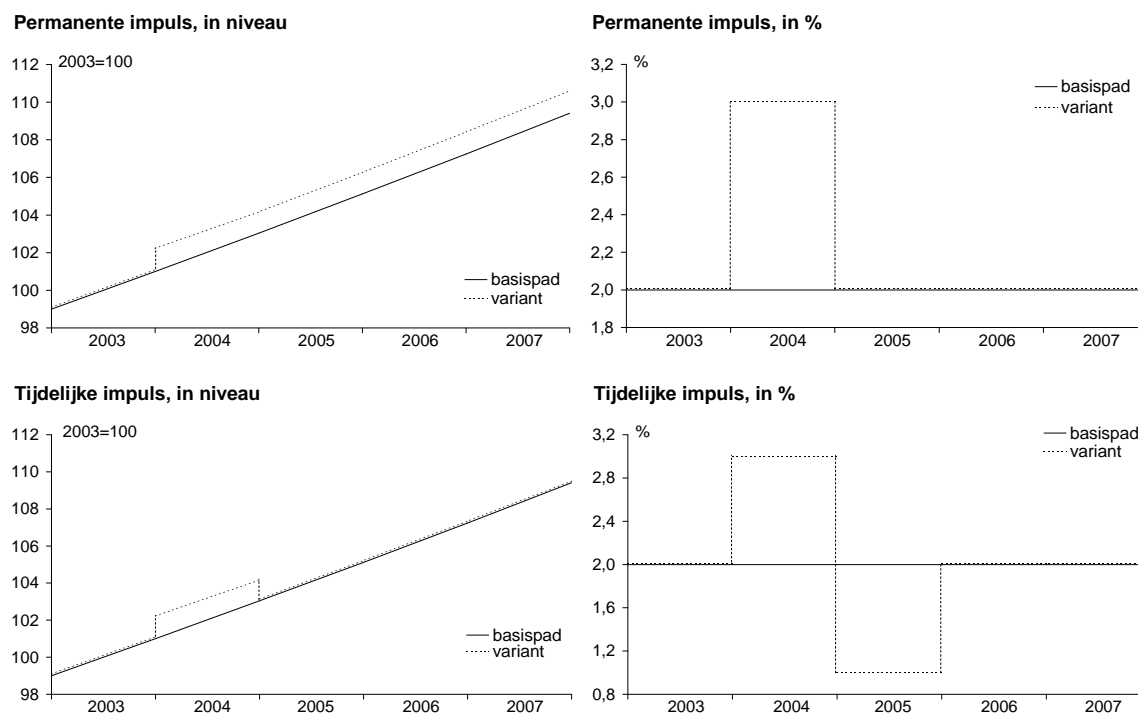 Permanente impuls, in niveau
2003=100
112
110
108
106
104
102
100
98
basispad
variant
2003 2004 2005 2006 2007
Permanente impuls, in %
%
3,2
3,0
2,8
2,6
2,4
2,2
2,0
1,8
basispad
variant
2003 2004 2005 2006 2007
Tijdelijke impuls, in niveau
2003=100
112
110
108
106
104
102
100
98
basispad
variant
2003 2004 2005 2006 2007
Tijdelijke impuls, in %
%
3,2
2,8
2,4
2,0
1,6
1,2
0,8
basispad
variant
2003 2004 2005 2006 2007